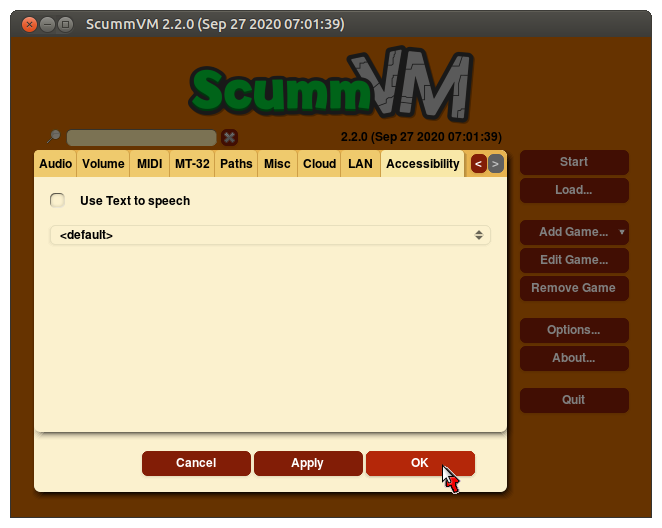 ScummVM 2.2.0 (Sep 27 2020 07:01:39)
ScummVM
2.2.0 (Sep 27 2020 07:01:39)
Audio Volume MIDI MT-32 Paths Misc Cloud LAN Accessibility < >
Use Text to speech
<default>
Cancel Apply OK
Start
Load...
Add Game...
Edit Game...
Remove Game
Options...
About...
Quit